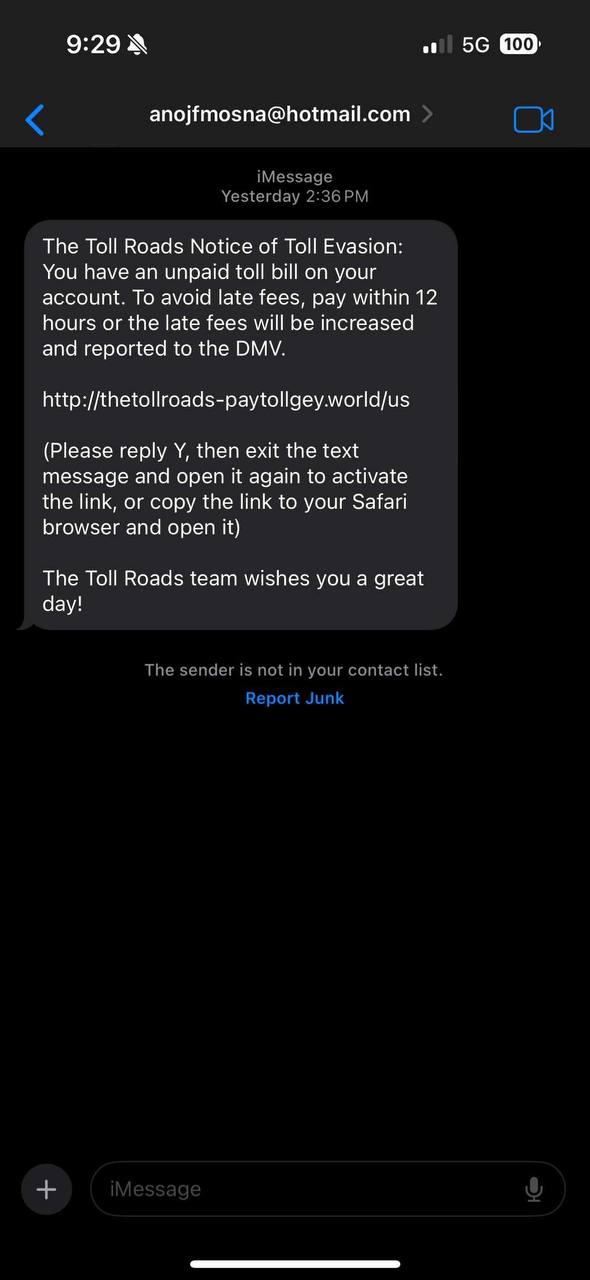 9:29
5G
100
anojfmosna@hotmail.com
iMessage
Yesterday 2:36 PM
The Toll Roads Notice of Toll Evasion:
You have an unpaid toll bill on your
account. To avoid late fees, pay within 12
hours or the late fees will be increased
and reported to the DMV.
http://thetollroads-paytollgey.world/us
(Please reply Y, then exit the text
message and open it again to activate
the link, or copy the link to your Safari
browser and open it)
The Toll Roads team wishes you a great
day!
The sender is not in your contact list.
Report Junk
iMessage